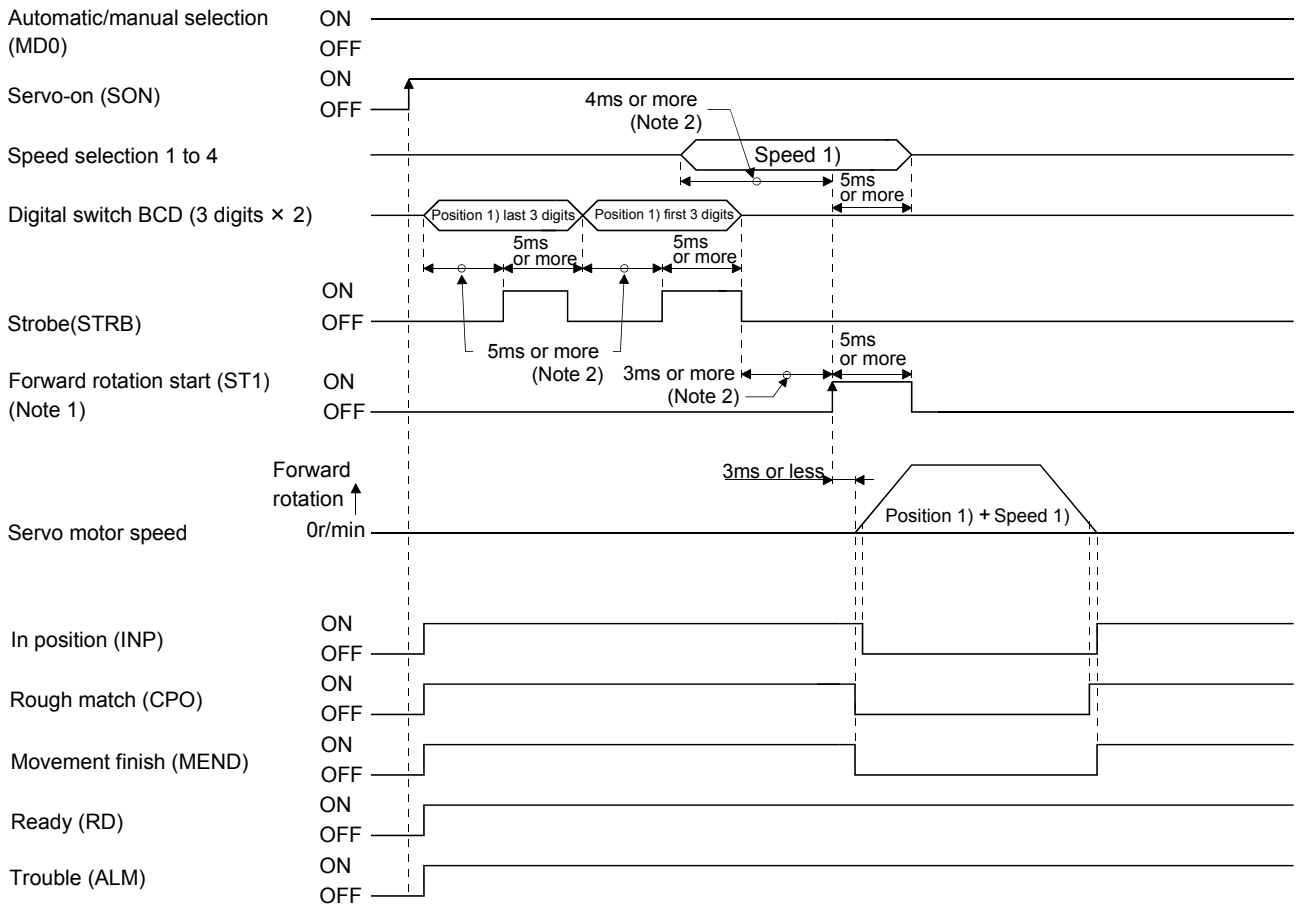 Automatic/manual selection
(MD0)
ON
OFF
Servo-on (SON)
ON
OFF
4ms or more
(Note 2)
Speed selection 1 to 4
Speed 1)
5ms
or more
Digital switch BCD (3 digits × 2)
Position 1) last 3 digits
Position 1) first 3 digits
5ms
or more
5ms
or more
Strobe(STRB)
ON
OFF
5ms or more
(Note 2)
3ms or more
(Note 2)
5ms
or more
Forward rotation start (ST1)
(Note 1)
ON
OFF
3ms or less
Forward
rotation
0r/min
Servo motor speed
Position 1) + Speed 1)
In position (INP)
ON
OFF
Rough match (CPO)
ON
OFF
Movement finish (MEND)
ON
OFF
Ready (RD)
ON
OFF
Trouble (ALM)
ON
OFF